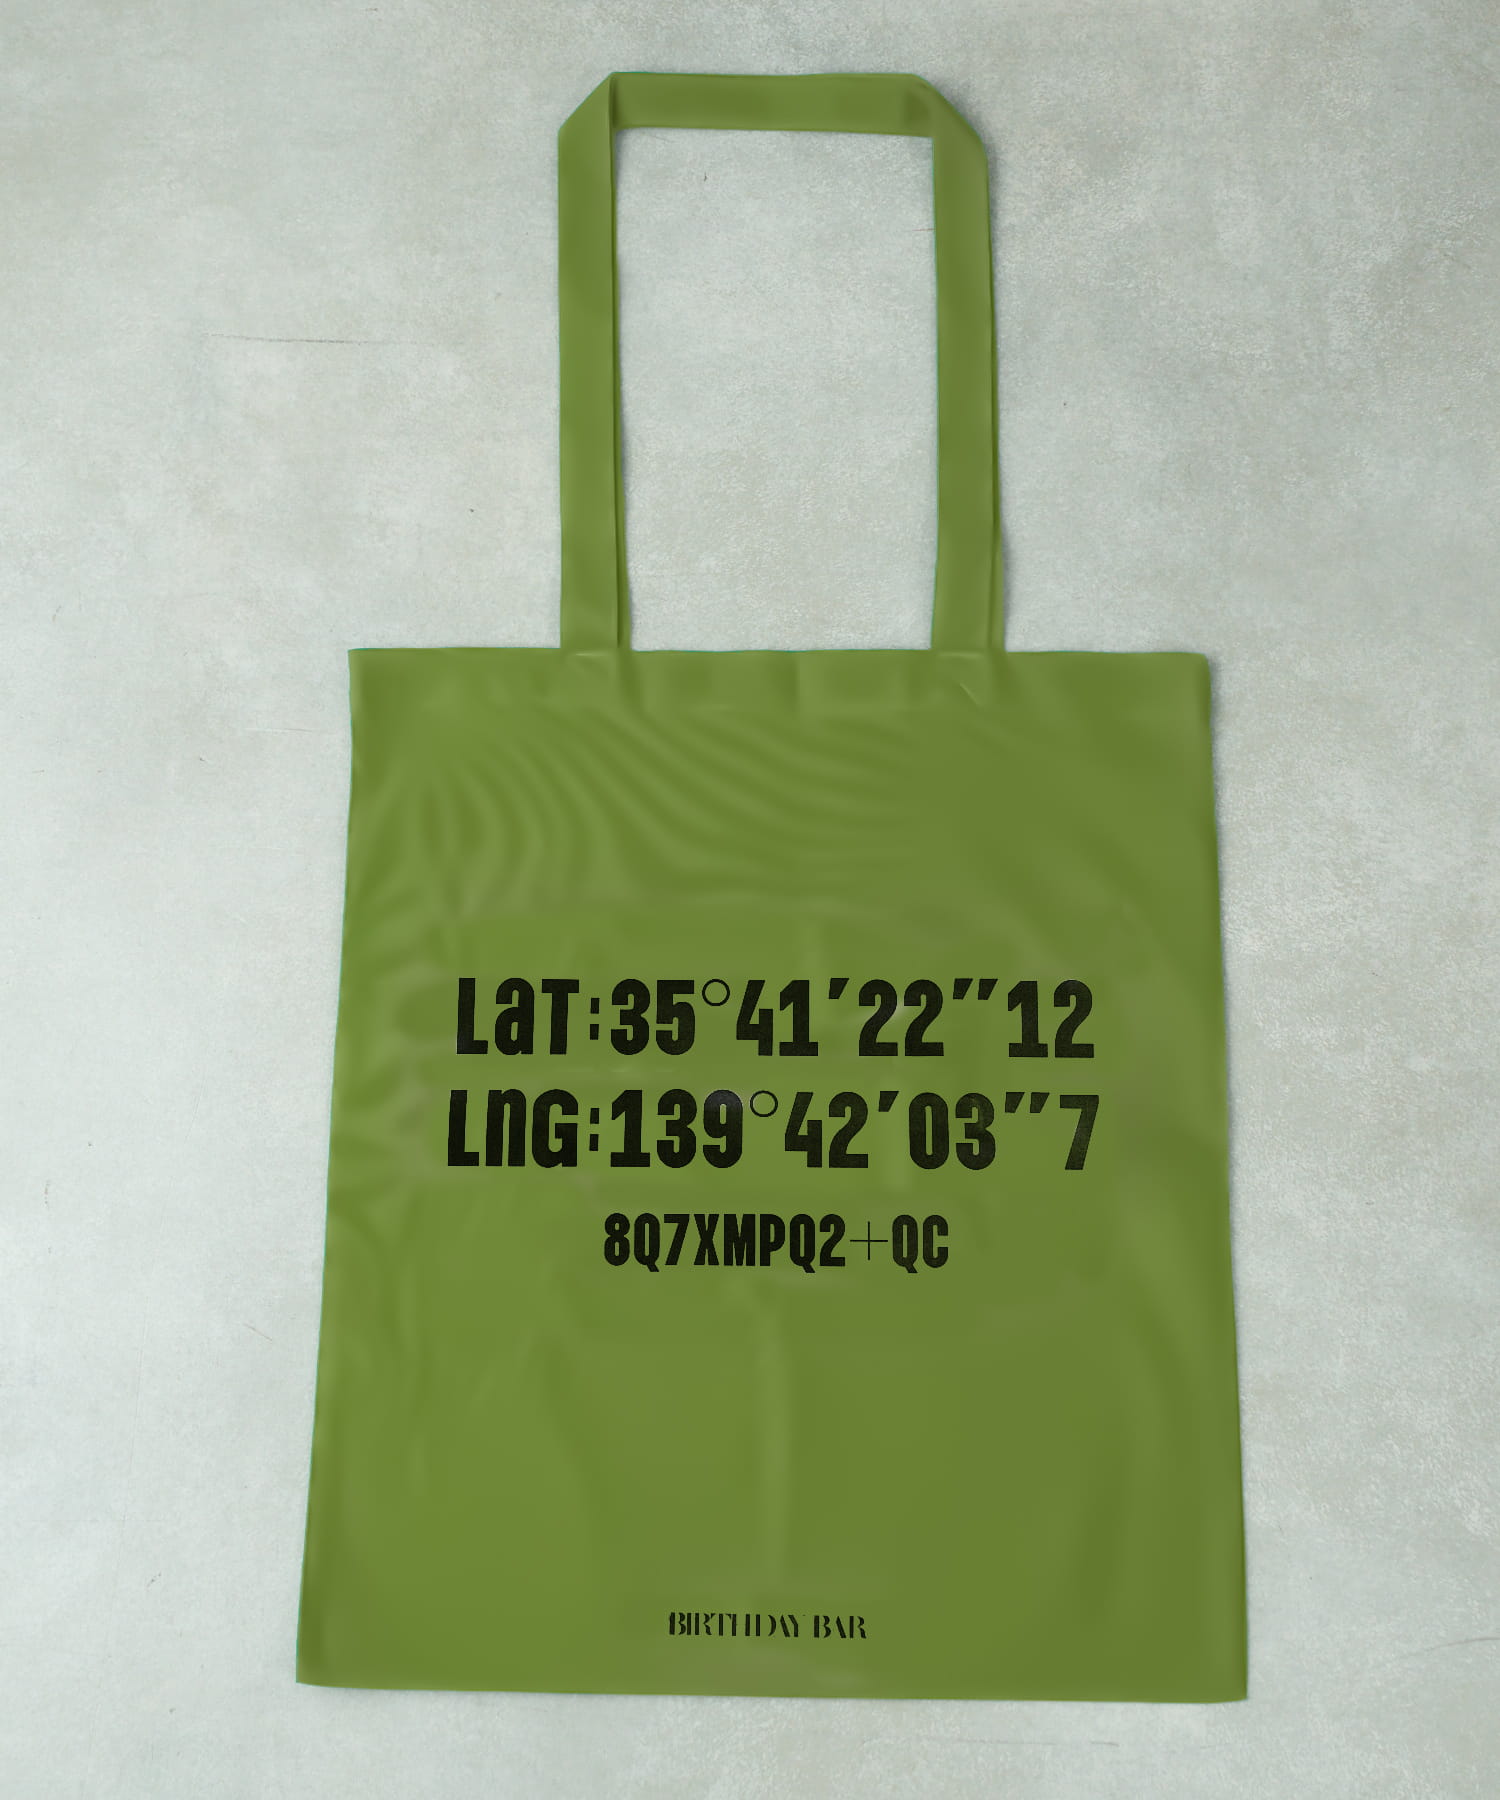 LaT:35°41′22″12
LnG:139°42′03″7
8Q7XMPQ2+QC
BIRTHDAY BAR